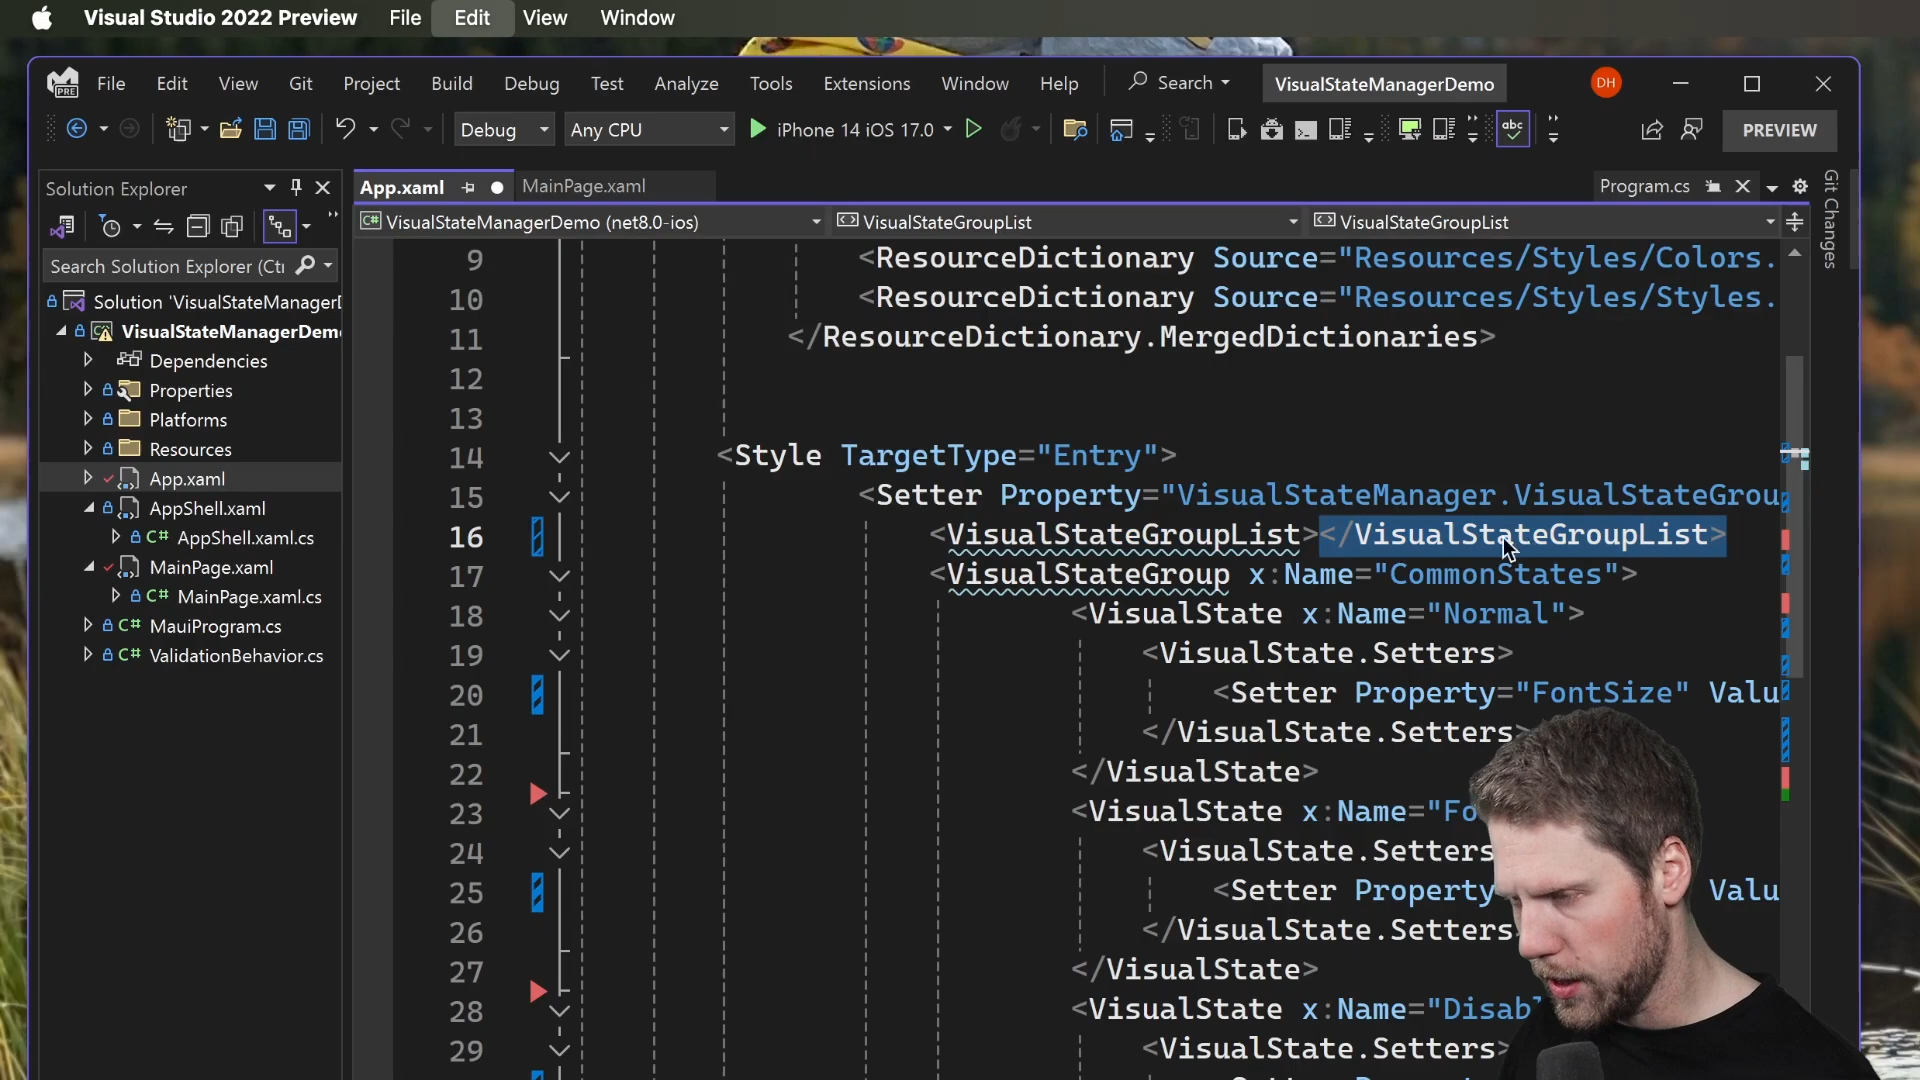 Visual Studio 2022 Preview File Edit View Window
PRE File Edit View Git Project Build Debug Test Analyze Tools Extensions Window Help Search VisualStateManagerDemo DH
Debug Any CPU iPhone 14 iOS 17.0 abc PREVIEW
Solution Explorer
App.xaml MainPage.xaml Program.cs
Git Changes
VisualStateManagerDemo (net8.0-ios) VisualStateGroupList VisualStateGroupList
Search Solution Explorer (Ctr
Solution 'VisualStateManagerD
VisualStateManagerDem
Dependencies
Properties
Platforms
Resources
App.xaml
AppShell.xaml
C# AppShell.xaml.cs
MainPage.xaml
C# MainPage.xaml.cs
C# MauiProgram.cs
C# ValidationBehavior.cs
9 <ResourceDictionary Source="Resources/Styles/Colors.
10 <ResourceDictionary Source="Resources/Styles/Styles.
11 </ResourceDictionary.MergedDictionaries>
12
13
14 <Style TargetType="Entry">
15 <Setter Property="VisualStateManager.VisualStateGrou
16 <VisualStateGroupList></VisualStateGroupList>
17 <VisualStateGroup x:Name="CommonStates">
18 <VisualState x:Name="Normal">
19 <VisualState.Setters>
20 <Setter Property="FontSize" Valu
21 </VisualState.Setters>
22 </VisualState>
23 <VisualState x:Name="Fo
24 <VisualState.Setters
25 <Setter Property Valu
26 </VisualState.Setters
27 </VisualState>
28 <VisualState x:Name="Disabl
29 <VisualState.Setters>